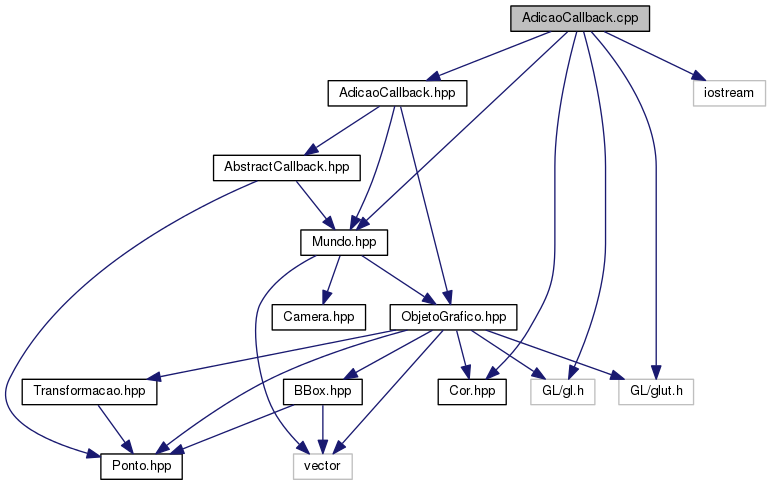 AdicaoCallback.cpp
AdicaoCallback.hpp
iostream
AbstractCallback.hpp
Mundo.hpp
Camera.hpp
ObjetoGrafico.hpp
Transformacao.hpp
BBox.hpp
Cor.hpp
GL/gl.h
GL/glut.h
Ponto.hpp
vector